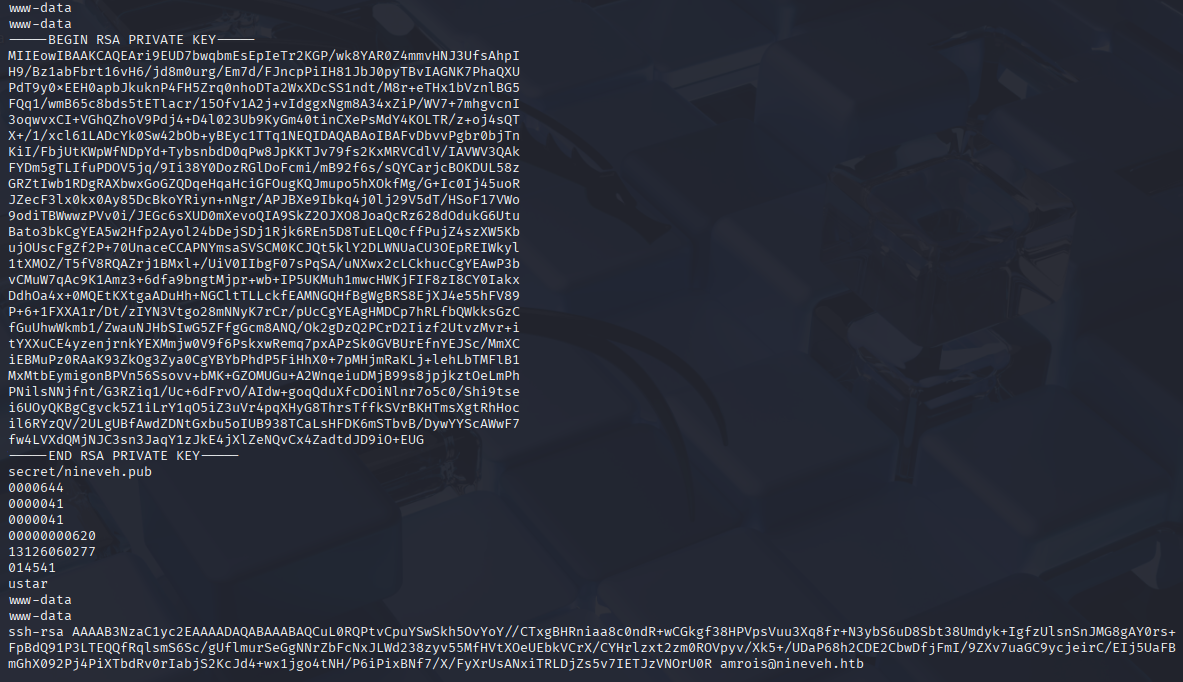 www-data
www-data
-----BEGIN RSA PRIVATE KEY-----
MIIEowIBAAKCAQEAri9EUD7bwqbmEsEpIeTr2KGP/wk8YAR0Z4mmvHNJ3UfsAhpI
H9/Bz1abFbrt16vH6/jd8m0urg/Em7d/FJncpPiIH81JbJ0pyTBvIAGNK7PhaQXU
PdT9y0xEEH0apbJkuknP4FH5Zrq0nhoDTa2WxXDcSS1ndt/M8r+eTHx1bVznlBG5
FQq1/wmB65c8bds5tETlacr/15Ofv1A2j+vIdggxNgm8A34xZiP/WV7+7mhgvcnI
3oqwvxCI+VGhQZhoV9Pdj4+D4l023Ub9KyGm40tinCXePsMdY4KOLTR/z+oj4sQT
X+/1/xcl61LADcYk0Sw42bOb+yBEyc1TTq1NEQIDAQABAoIBAFvDbvvPgbr0bjTn
KiI/FbjUtKWpWfNDpYd+TybsnbdD0qPw8JpKKTJv79fs2KxMRVCdlV/IAVWV3QAk
FYDm5gTLIfuPDOV5jq/9Ii38Y0DozRGlDoFcmi/mB92f6s/sQYCarjcBOKDUL58z
GRZtIwb1RDgRAXbwxGoGZQDqeHqaHciGFOugKQJmupo5hXOkfMg/G+Ic0Ij45uoR
JZecF3lx0kx0Ay85DcBkoYRiyn+nNgr/APJBXe9Ibkq4j0lj29V5dT/HSoF17VWo
9odiTBWwwzPVv0i/JEGc6sXUD0mXevoQIA9SkZ2OJXO8JoaQcRz628dOdukG6Utu
Bato3bkCgYEA5w2Hfp2Ayol24bDejSDj1Rjk6REn5D8TuELQ0cffPujZ4szXW5Kb
ujOUscFgZf2P+70UnaceCCAPNYmsaSVSCM0KCJQt5klY2DLWNUaCU3OEpREIWkyl
1tXMOZ/T5fV8RQAZrj1BMxl+/UiV0IIbgF07sPqSA/uNXwx2cLCkhucCgYEAwP3b
vCMuW7qAc9K1Amz3+6dfa9bngtMjpr+wb+IP5UKMuh1mwcHWKjFIF8zI8CY0Iakx
DdhOa4x+0MQEtKXtgaADuHh+NGCltTLLckfEAMNGQHfBgWgBRS8EjXJ4e55hFV89
P+6+1FXXA1r/Dt/zIYN3Vtgo28mNNyK7rCr/pUcCgYEAgHMDCp7hRLfbQWkksGzC
fGuUhwWkmb1/ZwauNJHbSIwG5ZFfgGcm8ANQ/Ok2gDzQ2PCrD2Iizf2UtvzMvr+i
tYXXuCE4yzenjrnkYEXMmjw0V9f6PskxwRemq7pxAPzSk0GVBUrEfnYEJSc/MmXC
iEBMuPz0RAaK93ZkOg3Zya0CgYBYbPhdP5FiHhX0+7pMHjmRaKLj+lehLbTMFlB1
MxMtbEymigonBPVn56Ssovv+bMK+GZOMUGu+A2WnqeiuDMjB99s8jpjkztOeLmPh
PNilsNNjfnt/G3RZiq1/Uc+6dFrvO/AIdw+goqQduXfcDOiNlnr7o5c0/Shi9tse
i6UOyQKBgCgvck5Z1iLrY1qO5iZ3uVr4pqXHyG8ThrsTffkSVrBKHTmsXgtRhHoc
il6RYzQV/2ULgUBfAwdZDNtGxbu5oIUB938TCaLsHFDK6mSTbvB/DywYYScAWwF7
fw4LVXdQMjNJC3sn3JaqY1zJkE4jXlZeNQvCx4ZadtdJD9iO+EUG
-----END RSA PRIVATE KEY-----
secret/nineveh.pub
0000644
0000041
0000041
00000000620
13126060277
014541
ustar
www-data
www-data
ssh-rsa AAAAB3NzaC1yc2EAAAADAQABAAABAQCuL0RQPtvCpuYSwSkh5OvYoY//CTxgBHRniaa8c0ndR+wCGkgf38HPVpsVuu3Xq8fr+N3ybS6uD8Sbt38Umdyk+IgfzUlsnSnJMG8gAY0rs+
FpBdQ91P3LTEQQfRqlsmS6Sc/gUflmurSeGgNNrZbFcNxJLWd238zyv55MfHVtXOeUEbkVCrX/CYHrlzxt2zm0ROVpyv/Xk5+/UDaP68h2CDE2CbwDfjFmI/9ZXv7uaGC9ycjeirC/EIj5UaFB
mGhX092Pj4PiXTbdRv0rIabjS2KcJd4+wx1jgo4tNH/P6iPixBNf7/X/FyXrUsANxiTRLDjZs5v7IETJzVNOrU0R amrois@nineveh.htb